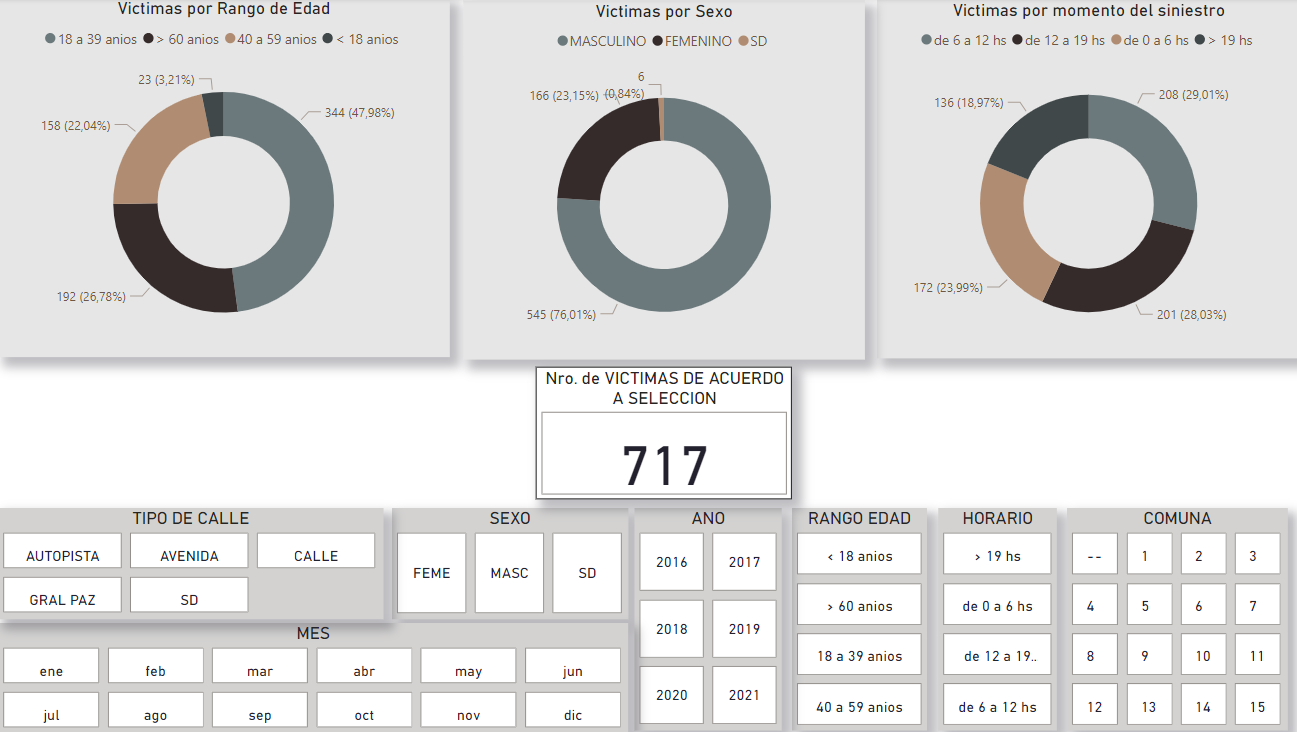 Victimas por Rango de Edad
18 a 39 anios > 60 anios 40 a 59 anios < 18 anios
23 (3,21%)
344 (47,98%)
158 (22,04%)
192 (26,78%)
Victimas por Sexo
MASCULINO FEMENINO SD
6
(0,84%)
166 (23,15%)
545 (76,01%)
Victimas por momento del siniestro
de 6 a 12 hs de 12 a 19 hs de 0 a 6 hs > 19 hs
136 (18,97%)
208 (29,01%)
172 (23,99%)
201 (28,03%)
Nro. de VICTIMAS DE ACUERDO
A SELECCION
717
TIPO DE CALLE
AUTOPISTA AVENIDA CALLE
GRAL PAZ SD
SEXO
FEME MASC SD
MES
ene feb mar abr may jun
jul ago sep oct nov dic
ANO
2016 2017
2018 2019
2020 2021
RANGO EDAD
< 18 anios
> 60 anios
18 a 39 anios
40 a 59 anios
HORARIO
> 19 hs
de 0 a 6 hs
de 12 a 19..
de 6 a 12 hs
COMUNA
-- 1 2 3
4 5 6 7
8 9 10 11
12 13 14 15